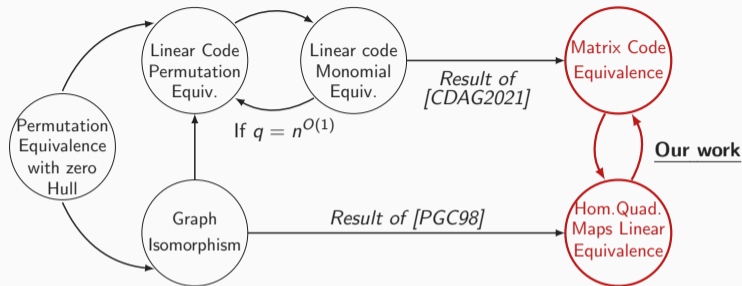 Linear Code
Permutation
Equiv.
Linear code
Monomial
Equiv.
Matrix Code
Equivalence
Result of
[CDAG2021]
If q = n^{O(1)}
Permutation
Equivalence
with zero
Hull
Our work
Graph
Isomorphism
Result of [PGC98]
Hom.Quad.
Maps Linear
Equivalence